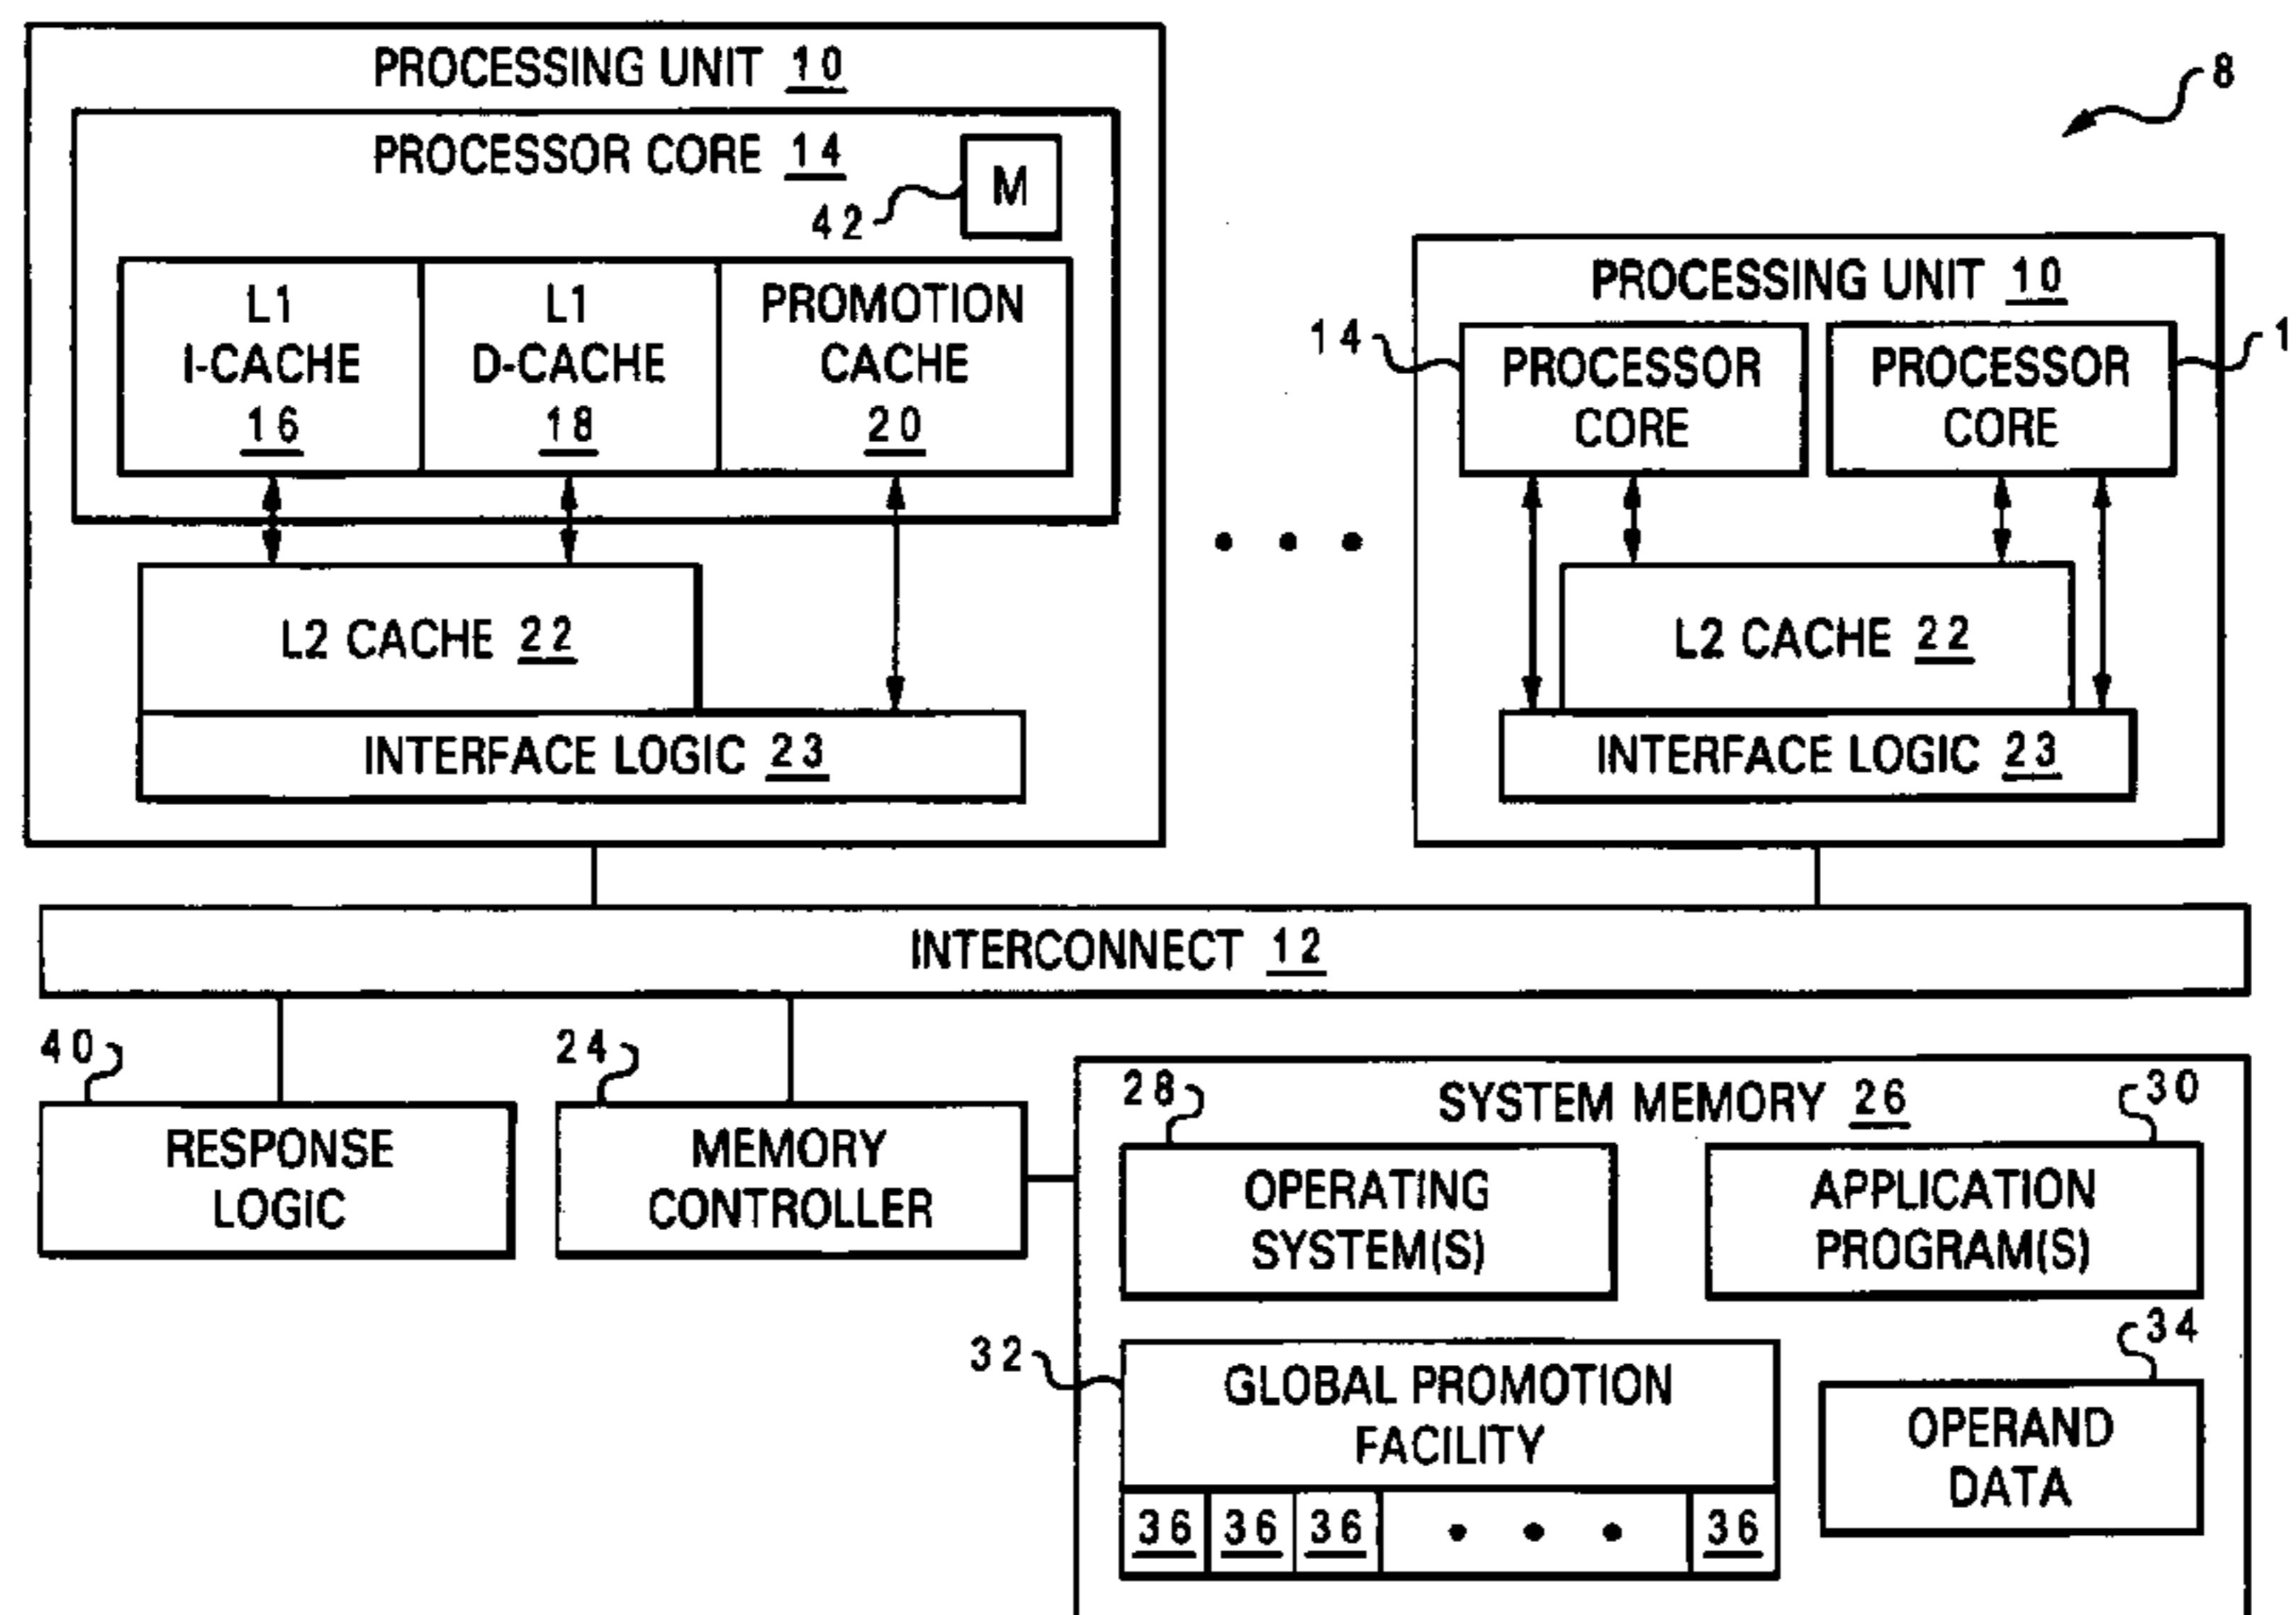 PROCESSING UNIT 10
PROCESSOR CORE 14
M
42
L1
I-CACHE
16
L1
D-CACHE
18
PROMOTION
CACHE
20
L2 CACHE 22
INTERFACE LOGIC 23
8
PROCESSING UNIT 10
14
PROCESSOR
CORE
PROCESSOR
CORE
1
L2 CACHE 22
INTERFACE LOGIC 23
INTERCONNECT 12
40
RESPONSE
LOGIC
24
MEMORY
CONTROLLER
SYSTEM MEMORY 26
28
OPERATING
SYSTEM(S)
30
APPLICATION
PROGRAM(S)
32
GLOBAL PROMOTION
FACILITY
36 36 36 • • • 36
34
OPERAND
DATA